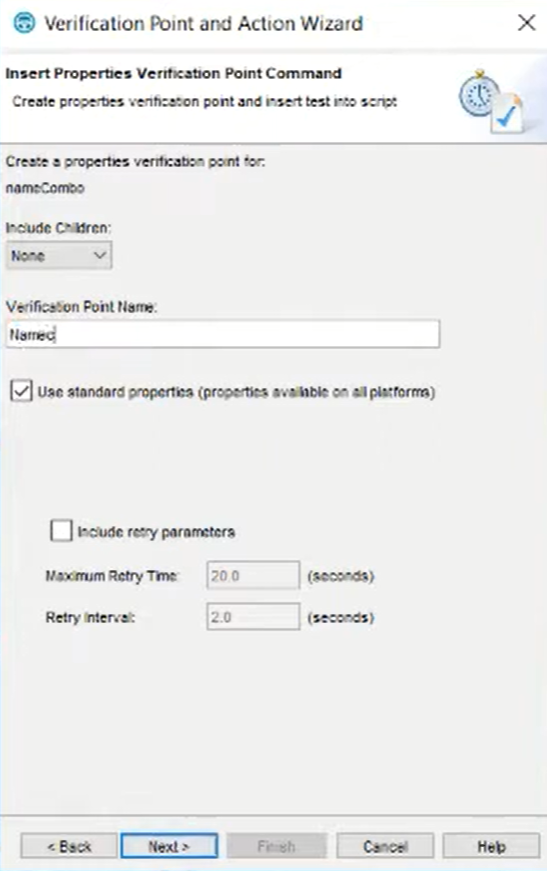 Verification Point and Action Wizard
Insert Properties Verification Point Command
Create properties verification point and insert test into script
Create a properties verification point for:
nameCombo
Include Children:
None
Verification Point Name:
Namec
Use standard properties (properties available on all platforms)
Include retry parameters
Maximum Retry Time: 20.0 (seconds)
Retry Interval: 2.0 (seconds)
< Back Next > Finish Cancel Help